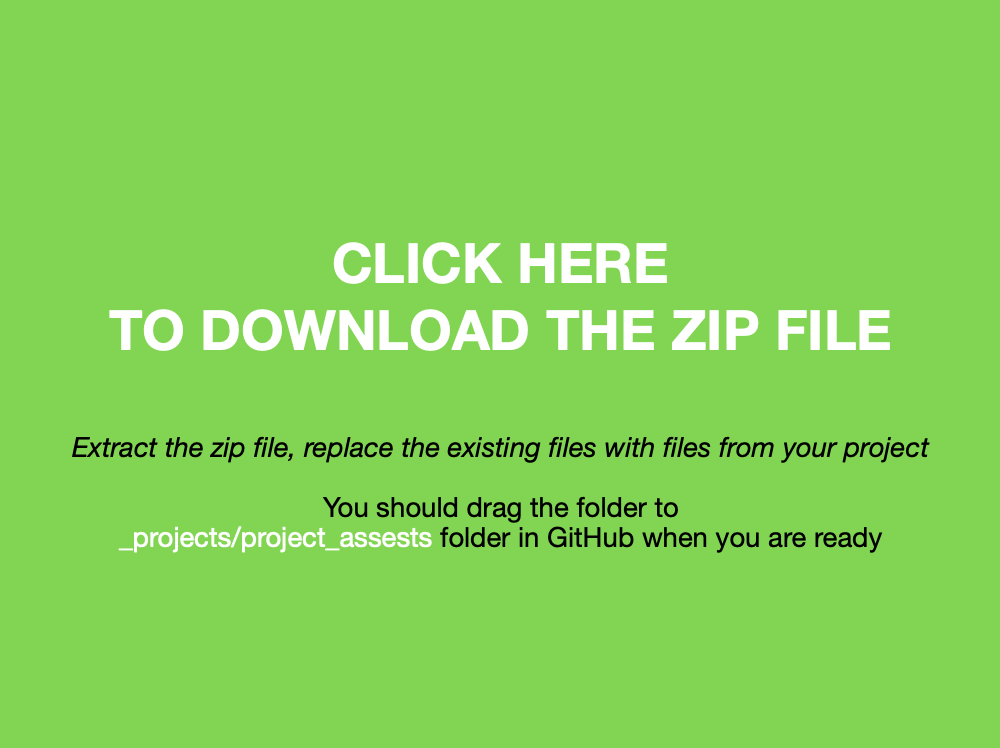 CLICK HERE
TO DOWNLOAD THE ZIP FILE
Extract the zip file, replace the existing files with files from your project
You should drag the folder to
_projects/project_assests folder in GitHub when you are ready